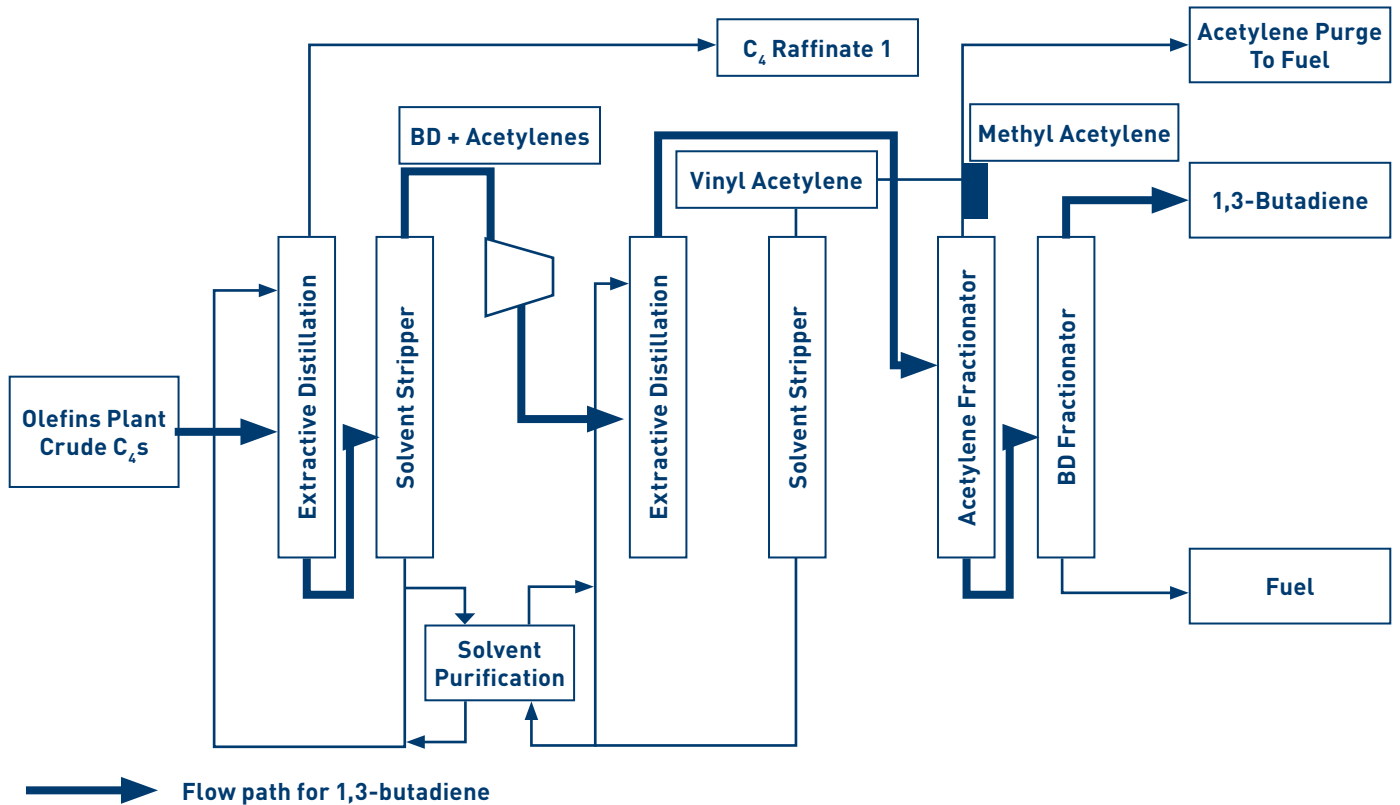 C₄ Raffinate 1
Acetylene Purge
To Fuel
BD + Acetylenes
Methyl Acetylene
Vinyl Acetylene
1,3-Butadiene
Olefins Plant
Crude C₄s
Extractive Distillation
Solvent Stripper
Extractive Distillation
Solvent Stripper
Acetylene Fractionator
BD Fractionator
Fuel
Solvent
Purification
Flow path for 1,3-butadiene